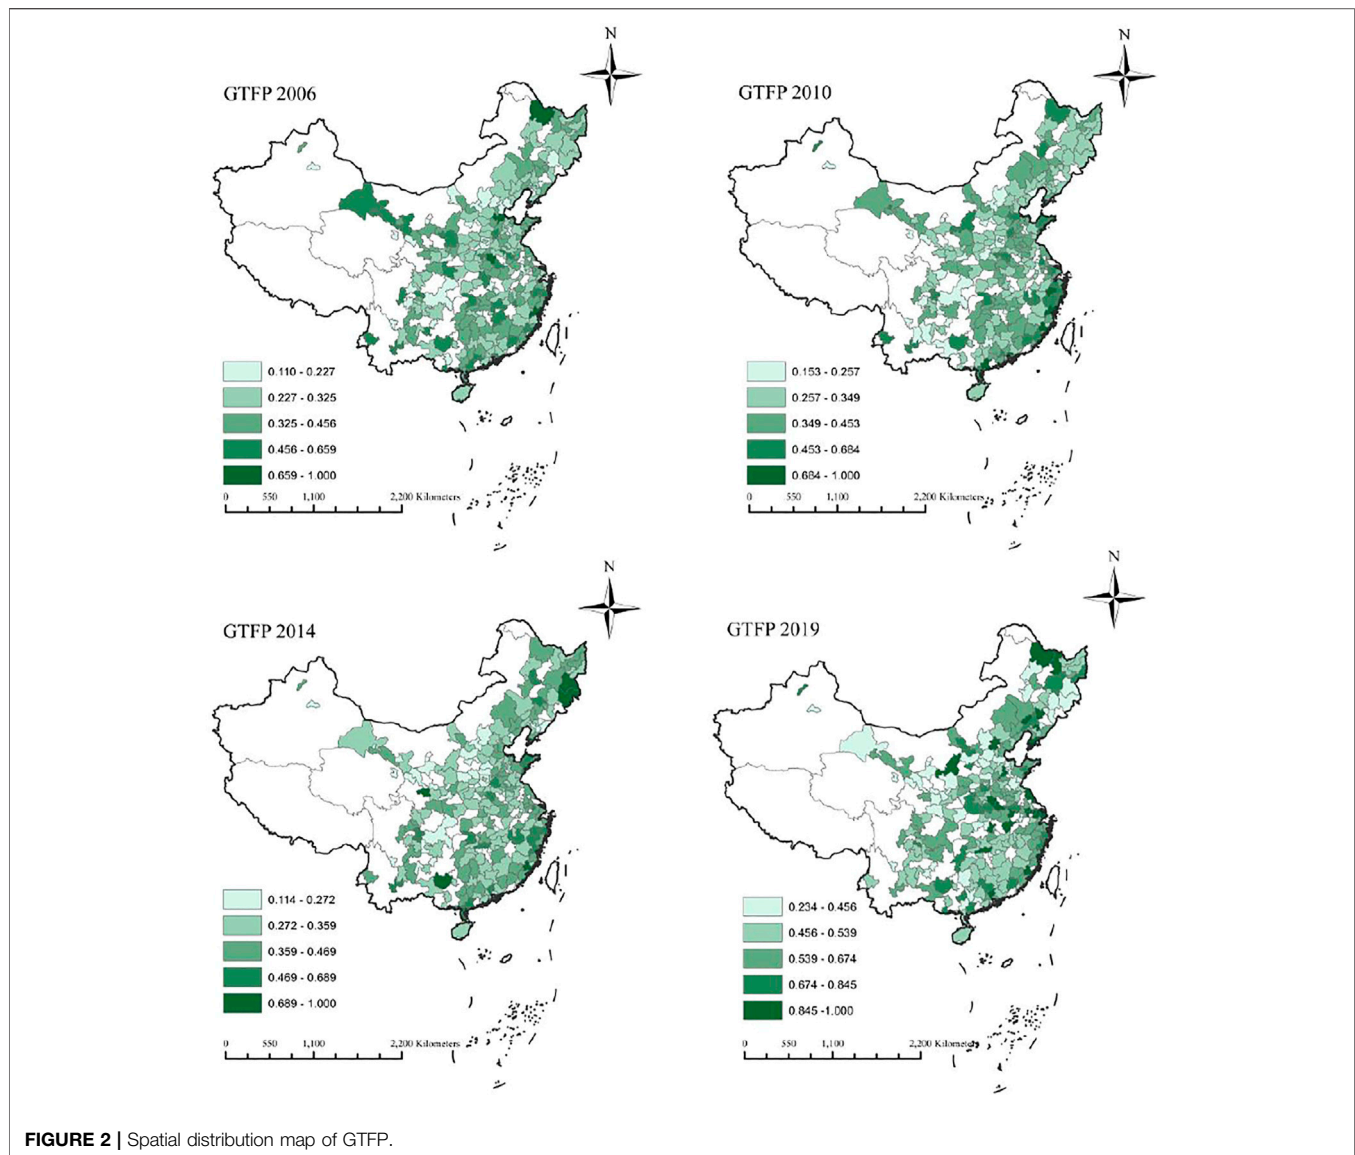 N
N
GTFP 2006
GTFP 2010
0.110 - 0.227
0.227 - 0.325
0.325 - 0.456
0.456 - 0.659
0.659 - 1.000
0 550 1,100 2,200 Kilometers
0.153 - 0.257
0.257 - 0.349
0.349 - 0.453
0.453 - 0.684
0.684 - 1.000
0 550 1,100 2,200 Kilometers
N
N
GTFP 2014
GTFP 2019
0.114 - 0.272
0.272 - 0.359
0.359 - 0.469
0.469 - 0.689
0.689 - 1.000
0 550 1,100 2,200 Kilometers
0.234 - 0.456
0.456 - 0.539
0.539 - 0.674
0.674 - 0.845
0.845 -1.000
0 550 1,100 2,200 Kilometers
FIGURE 2 | Spatial distribution map of GTFP.